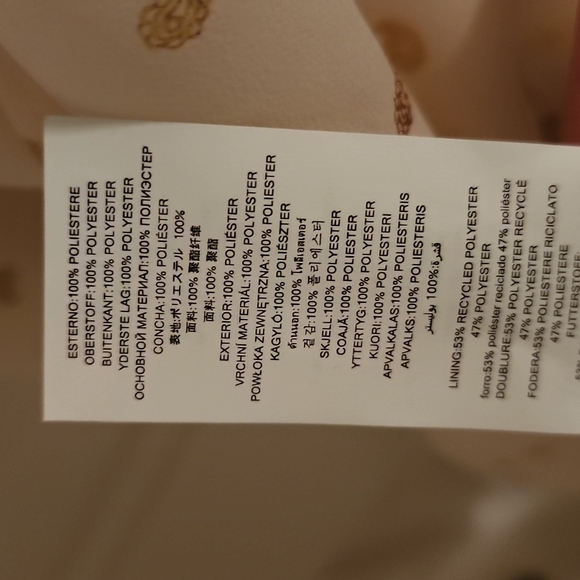 ESTERNO:100% POLIESTERE
OBERSTOFF:100% POLYESTER
BUITENKANT:100% POLYESTER
YDERSTE LAG:100% POLYESTER
ОСНОВНОЙ МАТЕРИАЛ:100% ПОЛИЭСТЕР
CONCHA:100% POLIÉSTER
表地:ポリエステル 100%
面料:100% 聚酯纤维
面料:100% 聚酯
EXTERIOR:100% POLIÉSTER
VRCHNI MATERIÁL:100% POLYESTER
POWŁOKA ZEWNĘTRZNA:100% POLIESTER
KAGYLÓ:100% POLIÉSZTER
ด้านนอก:100% โพลีเอสเตอร์
겉감:100% 폴리에스터
SKJELL:100% POLYESTER
COAJĂ:100% POLIESTER
YTTERTYG:100% POLYESTER
KUORI:100% POLYESTERI
APVALKALAS:100% POLIESTERIS
APVALKS:100% POLIESTERIS
قشرة:100% بوليستر
LINING:53% RECYCLED POLYESTER
47% POLYESTER
forro:53% poliéster reciclado 47% poliéster
DOUBLURE:53% POLYESTER RECYCLÉ
47% POLYESTER
FODERA:53% POLIESTERE RICICLATO
47% POLIESTERE
FUTTERSTOFF: